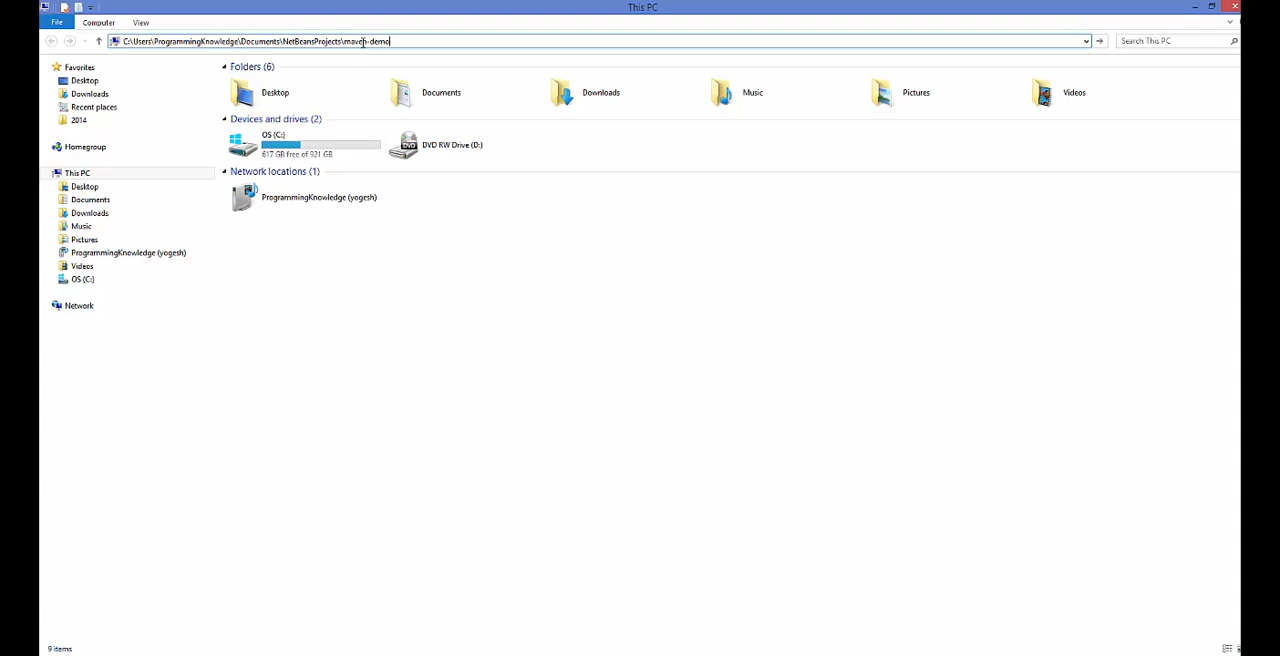 This PC
File Computer View
C:\Users\ProgrammingKnowledge\Documents\NetBeansProjects\maven-demo
Search This PC
Favorites
Desktop
Downloads
Recent places
2014
Homegroup
This PC
Desktop
Documents
Downloads
Music
Pictures
ProgrammingKnowledge (yogesh)
Videos
OS (C:)
Network
Folders (6)
Desktop
Documents
Downloads
Music
Pictures
Videos
Devices and drives (2)
OS (C:)
617 GB free of 921 GB
DVD
DVD RW Drive (D:)
Network locations (1)
ProgrammingKnowledge (yogesh)
9 items